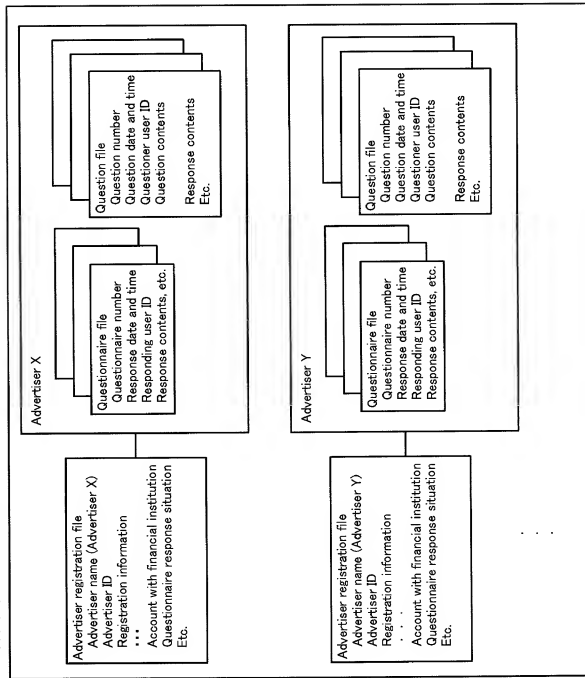 Advertiser registration file
Advertiser name (Advertiser X)
Advertiser ID
Registration information
...
Account with financial institution
Questionnaire response situation
Etc.
Advertiser X
Questionnaire file
Questionnaire number
Response date and time
Responding user ID
Response contents, etc.
Question file
Question number
Question date and time
Questioner user ID
Question contents
Response contents
Etc.
Advertiser registration file
Advertiser name (Advertiser Y)
Advertiser ID
Registration information
. . .
Account with financial institution
Questionnaire response situation
Etc.
Advertiser Y
Questionnaire file
Questionnaire number
Response date and time
Responding user ID
Response contents, etc.
Question file
Question number
Question date and time
Questioner user ID
Question contents
Response contents
Etc.
. . .